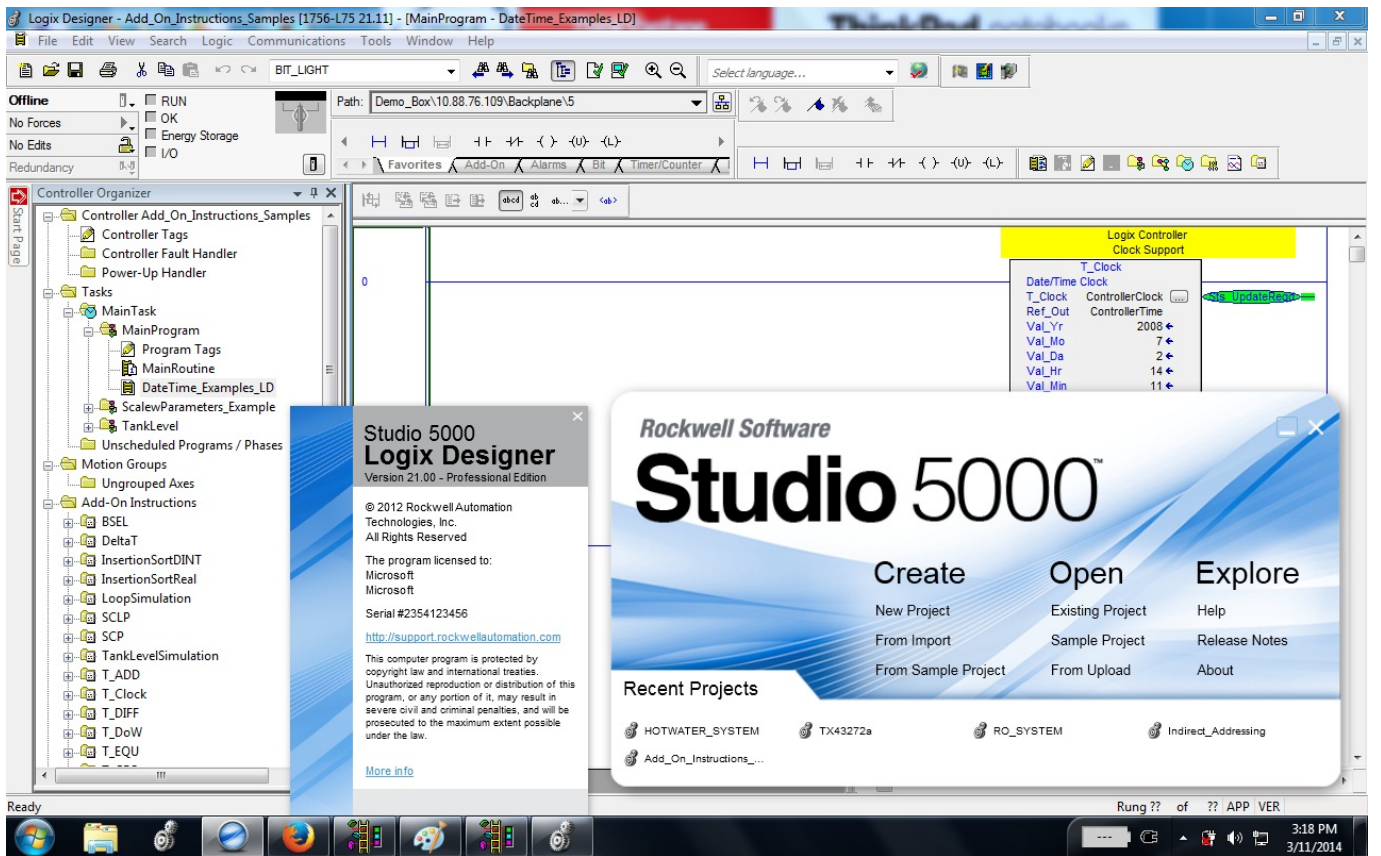 Logix Designer - Add_On_Instructions_Samples [1756-L75 21.11] - [MainProgram - DateTime_Examples_LD]
File Edit View Search Logic Communications Tools Window Help
BIT_LIGHT
Select language...
Offline
RUN
No Forces
OK
No Edits
Energy Storage
Redundancy
I/O
Path: Demo_Box\10.88.76.109\Backplane\5
Favorites Add-On Alarms Bit Timer/Counter
Start Page
Controller Organizer
Controller Add_On_Instructions_Samples
Controller Tags
Controller Fault Handler
Power-Up Handler
Tasks
MainTask
MainProgram
Program Tags
MainRoutine
DateTime_Examples_LD
ScalewParameters_Example
TankLevel
Unscheduled Programs / Phases
Motion Groups
Ungrouped Axes
Add-On Instructions
BSEL
DeltaT
InsertionSortDINT
InsertionSortReal
LoopSimulation
SCLP
SCP
TankLevelSimulation
T_ADD
T_Clock
T_DIFF
T_DoW
T_EQU
abcd ab cd ab... <ab>
0
Logix Controller
Clock Support
T_Clock
Date/Time Clock
T_Clock ControllerClock ...
Ref_Out ControllerTime
Val_Yr 2008
Val_Mo 7
Val_Da 2
Val_Hr 14
Val_Min 11
Sts_UpdateReqd
Studio 5000
Logix Designer
Version 21.00 - Professional Edition
© 2012 Rockwell Automation
Technologies, Inc.
All Rights Reserved
The program licensed to:
Microsoft
Microsoft
Serial #2354123456
http://support.rockwellautomation.com
This computer program is protected by
copyright law and international treaties.
Unauthorized reproduction or distribution of this
program, or any portion of it, may result in
severe civil and criminal penalties, and will be
prosecuted to the maximum extent possible
under the law.
More info
Rockwell Software
Studio 5000™
Create
New Project
From Import
From Sample Project
Open
Existing Project
Sample Project
From Upload
Explore
Help
Release Notes
About
Recent Projects
HOTWATER_SYSTEM
TX43272a
RO_SYSTEM
Indirect_Addressing
Add_On_Instructions_...
Ready
Rung ?? of ?? APP VER
3:18 PM
3/11/2014